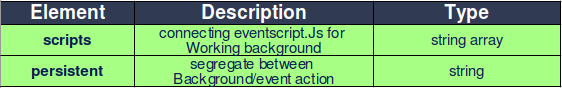 Element Description Type
scripts connecting eventscript.Js for Working background string array
persistent segregate between Background/event action string